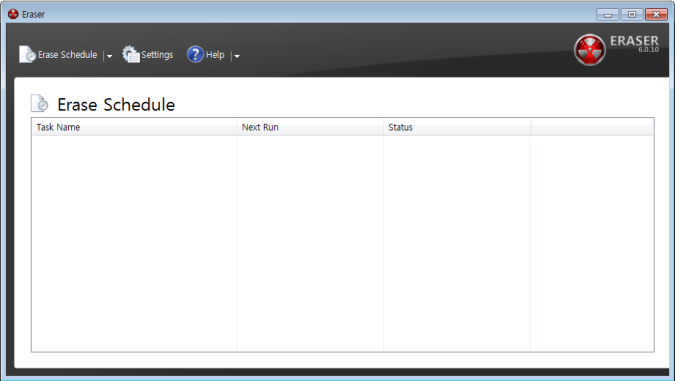 Eraser
Erase Schedule Settings Help
ERASER
6.0.10
Erase Schedule
Task Name Next Run Status